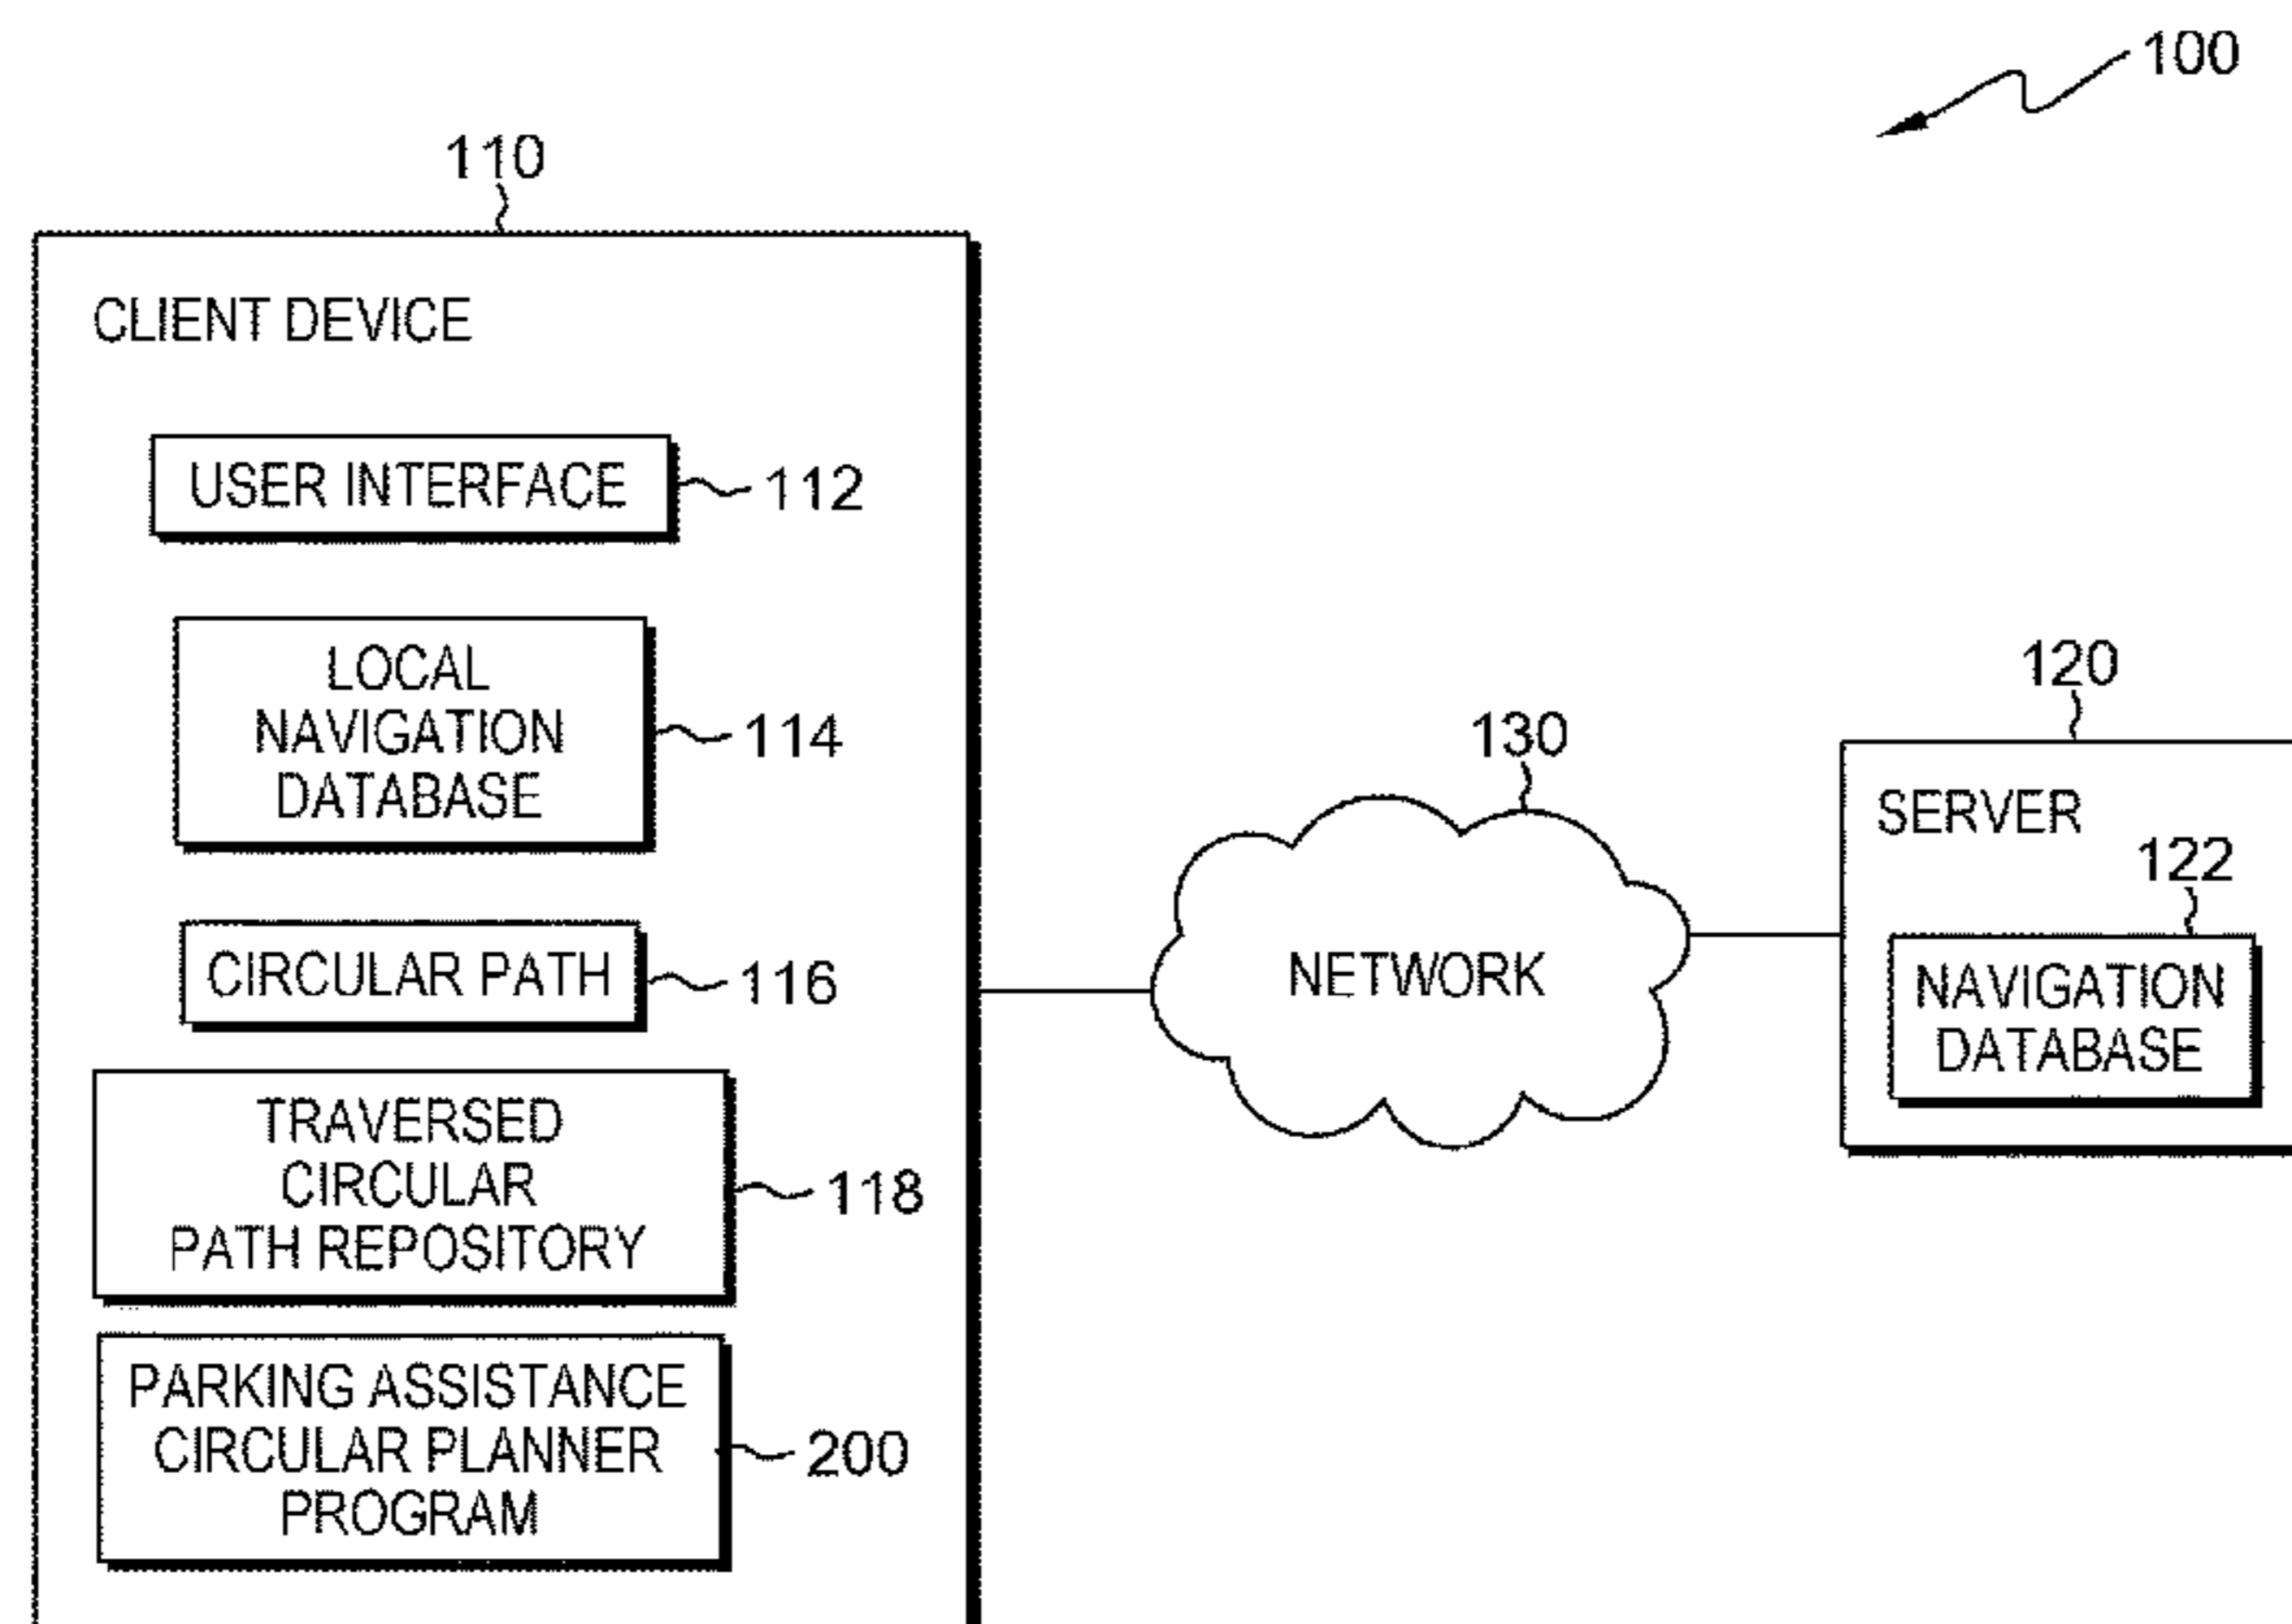 100
110
CLIENT DEVICE
USER INTERFACE
112
LOCAL
NAVIGATION
DATABASE
114
CIRCULAR PATH
116
TRAVERSED
CIRCULAR
PATH REPOSITORY
118
PARKING ASSISTANCE
CIRCULAR PLANNER
PROGRAM
200
130
NETWORK
120
SERVER
122
NAVIGATION
DATABASE